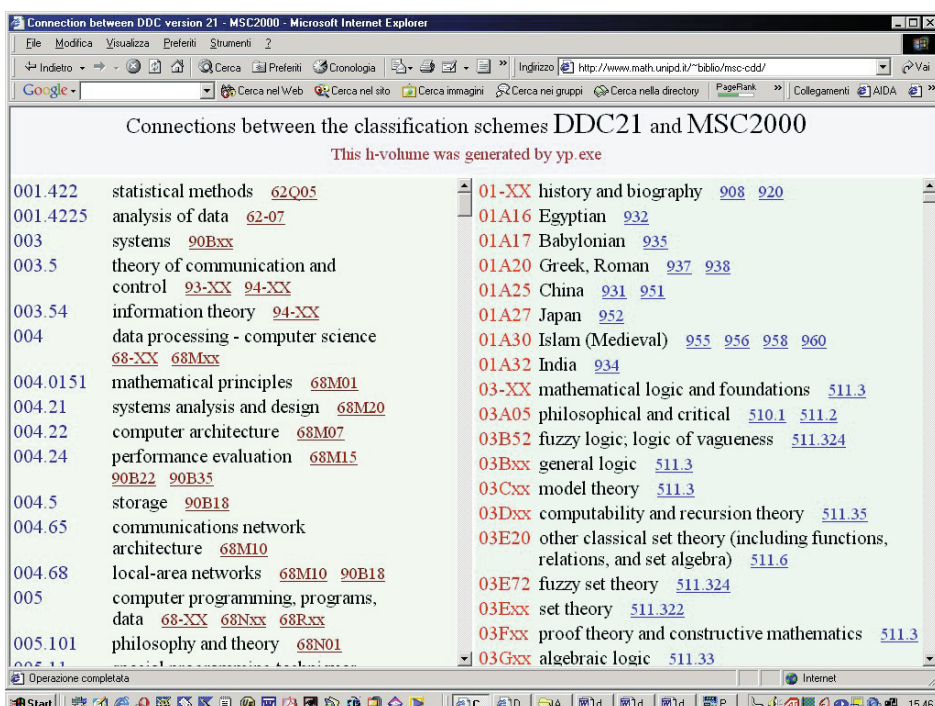 Connection between DDC version 21 - MSC2000 - Microsoft Internet Explorer
File Modifica Visualizza Preferiti Strumenti ?
Indietro Cerca Preferiti Cronologia » Indirizzo http://www.math.unipd.it/~biblio/msc-cdd/ Vai
Google Cerca nel Web Cerca nel sito Cerca immagini Cerca nei gruppi Cerca nella directory PageRank » Collegamenti AIDA »
Connections between the classification schemes DDC21 and MSC2000
This h-volume was generated by yp.exe
001.422 statistical methods 62Q05
001.4225 analysis of data 62-07
003 systems 90Bxx
003.5 theory of communication and
control 93-XX 94-XX
003.54 information theory 94-XX
004 data processing - computer science
68-XX 68Mxx
004.0151 mathematical principles 68M01
004.21 systems analysis and design 68M20
004.22 computer architecture 68M07
004.24 performance evaluation 68M15
90B22 90B35
004.5 storage 90B18
004.65 communications network
architecture 68M10
004.68 local-area networks 68M10 90B18
005 computer programming, programs,
data 68-XX 68Nxx 68Rxx
005.101 philosophy and theory 68N01
01-XX history and biography 908 920
01A16 Egyptian 932
01A17 Babylonian 935
01A20 Greek, Roman 937 938
01A25 China 931 951
01A27 Japan 952
01A30 Islam (Medieval) 955 956 958 960
01A32 India 934
03-XX mathematical logic and foundations 511.3
03A05 philosophical and critical 510.1 511.2
03B52 fuzzy logic; logic of vagueness 511.324
03Bxx general logic 511.3
03Cxx model theory 511.3
03Dxx computability and recursion theory 511.35
03E20 other classical set theory (including functions,
relations, and set algebra) 511.6
03E72 fuzzy set theory 511.324
03Exx set theory 511.322
03Fxx proof theory and constructive mathematics 511.3
03Gxx algebraic logic 511.33
Operazione completata Internet
Start 15.46